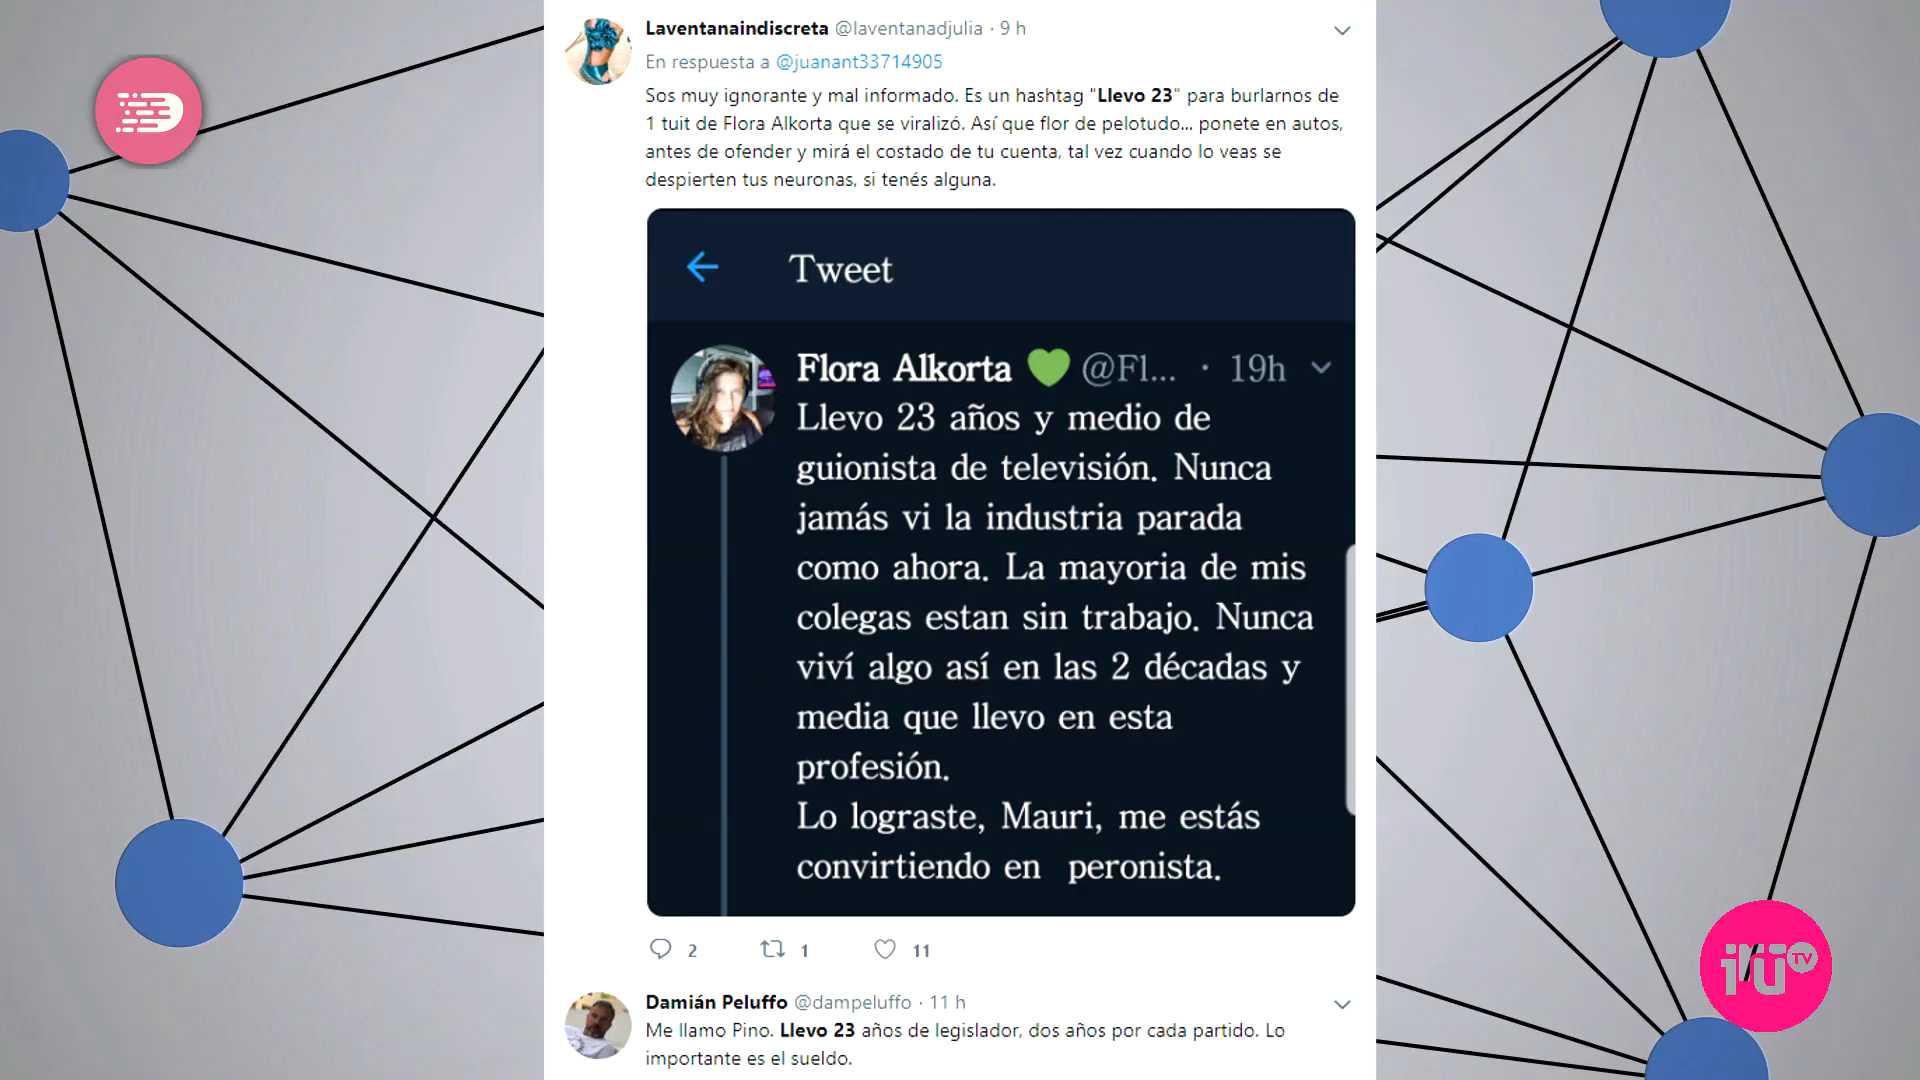 Laventanaindiscreta @laventanadjulia · 9 h
En respuesta a @juanant33714905
Sos muy ignorante y mal informado. Es un hashtag "Llevo 23" para burlarnos de
1 tuit de Flora Alkorta que se viralizó. Así que flor de pelotudo... ponete en autos,
antes de ofender y mirá el costado de tu cuenta, tal vez cuando lo veas se
despierten tus neuronas, si tenés alguna.
Tweet
Flora Alkorta 💚 @Fl... · 19h
Llevo 23 años y medio de
guionista de televisión. Nunca
jamás vi la industria parada
como ahora. La mayoria de mis
colegas estan sin trabajo. Nunca
viví algo así en las 2 décadas y
media que llevo en esta
profesión.
Lo lograste, Mauri, me estás
convirtiendo en peronista.
2 1 11
Damián Peluffo @dampeluffo · 11 h
Me llamo Pino. Llevo 23 años de legislador, dos años por cada partido. Lo
importante es el sueldo.
irú TV